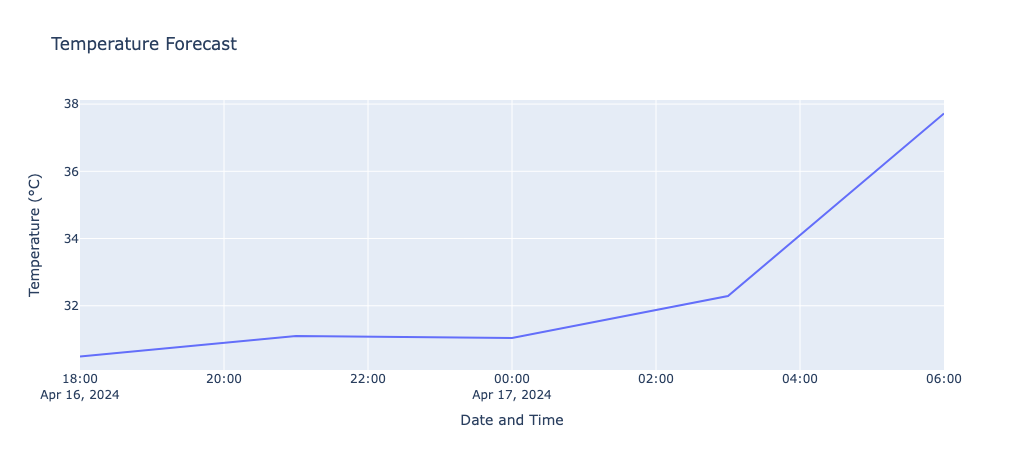 Temperature Forecast
38
36
34
32
Temperature (°C)
18:00
Apr 16, 2024
20:00
22:00
00:00
Apr 17, 2024
02:00
04:00
06:00
Date and Time